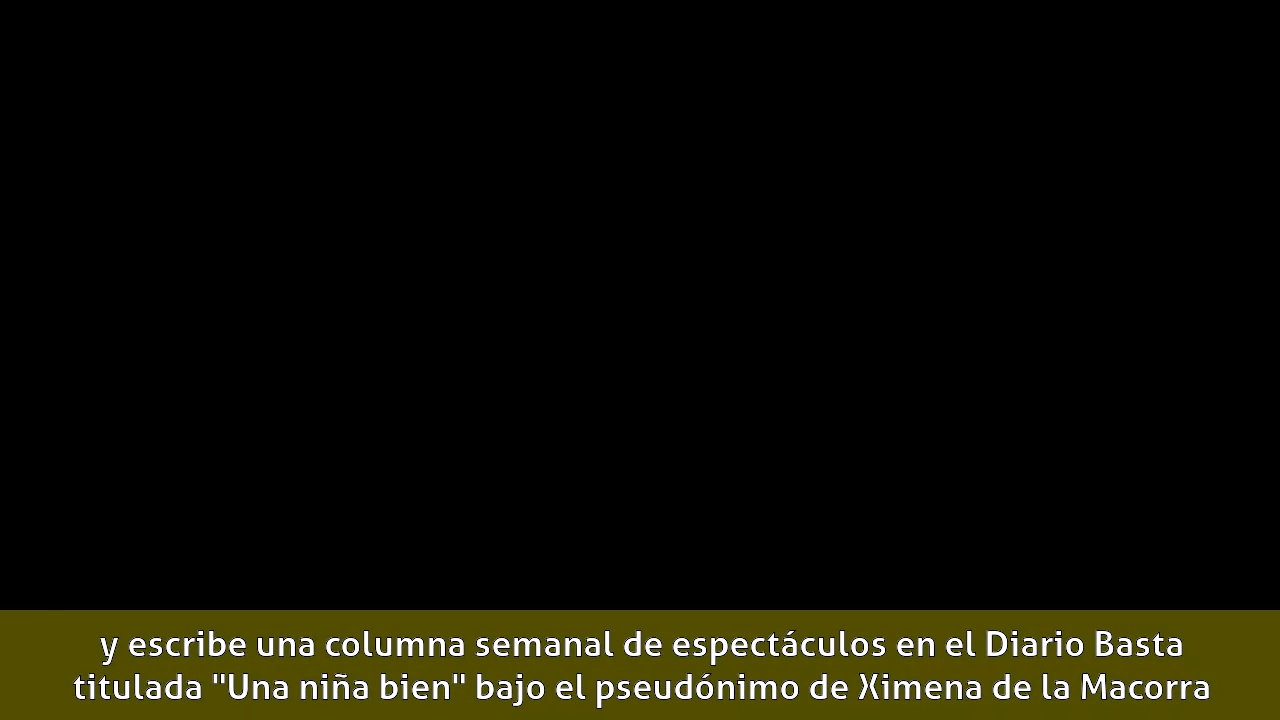 y escribe una columna semanal de espectáculos en el Diario Basta
titulada "Una niña bien" bajo el pseudónimo de Ximena de la Macorra